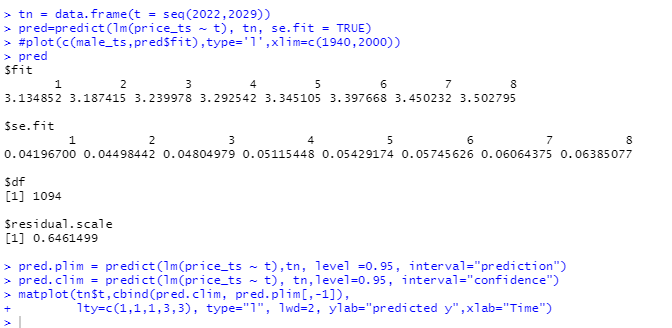 > tn = data.frame(t = seq(2022,2029))
> pred=predict(lm(price_ts ~ t), tn, se.fit = TRUE)
> #plot(c(male_ts,pred$fit),type='l',xlim=c(1940,2000))
> pred
$fit
1 2 3 4 5 6 7 8
3.134852 3.187415 3.239978 3.292542 3.345105 3.397668 3.450232 3.502795
$se.fit
1 2 3 4 5 6 7 8
0.04196700 0.04498442 0.04804979 0.05115448 0.05429174 0.05745626 0.06064375 0.06385077
$df
[1] 1094
$residual.scale
[1] 0.6461499
> pred.plim = predict(lm(price_ts ~ t),tn, level =0.95, interval="prediction")
> pred.clim = predict(lm(price_ts ~ t), tn,level=0.95, interval="confidence")
> matplot(tn$t,cbind(pred.clim, pred.plim[,-1]),
+ lty=c(1,1,1,3,3), type="l", lwd=2, ylab="predicted y",xlab="Time")
>